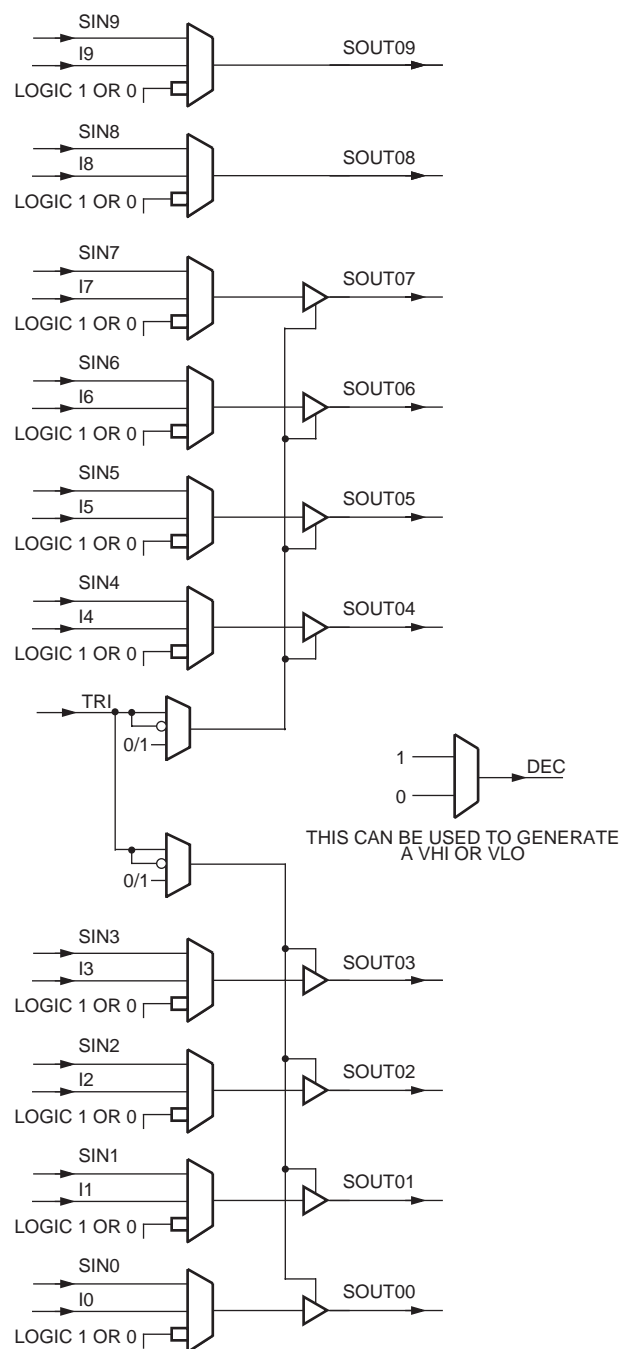 SIN9
I9
SOUT09
LOGIC 1 OR 0
SIN8
I8
SOUT08
LOGIC 1 OR 0
SIN7
I7
SOUT07
LOGIC 1 OR 0
SIN6
I6
SOUT06
LOGIC 1 OR 0
SIN5
I5
SOUT05
LOGIC 1 OR 0
SIN4
I4
SOUT04
LOGIC 1 OR 0
TRI
0/1
1
0
DEC
THIS CAN BE USED TO GENERATE
A VHI OR VLO
0/1
SIN3
I3
SOUT03
LOGIC 1 OR 0
SIN2
I2
SOUT02
LOGIC 1 OR 0
SIN1
I1
SOUT01
LOGIC 1 OR 0
SIN0
I0
SOUT00
LOGIC 1 OR 0